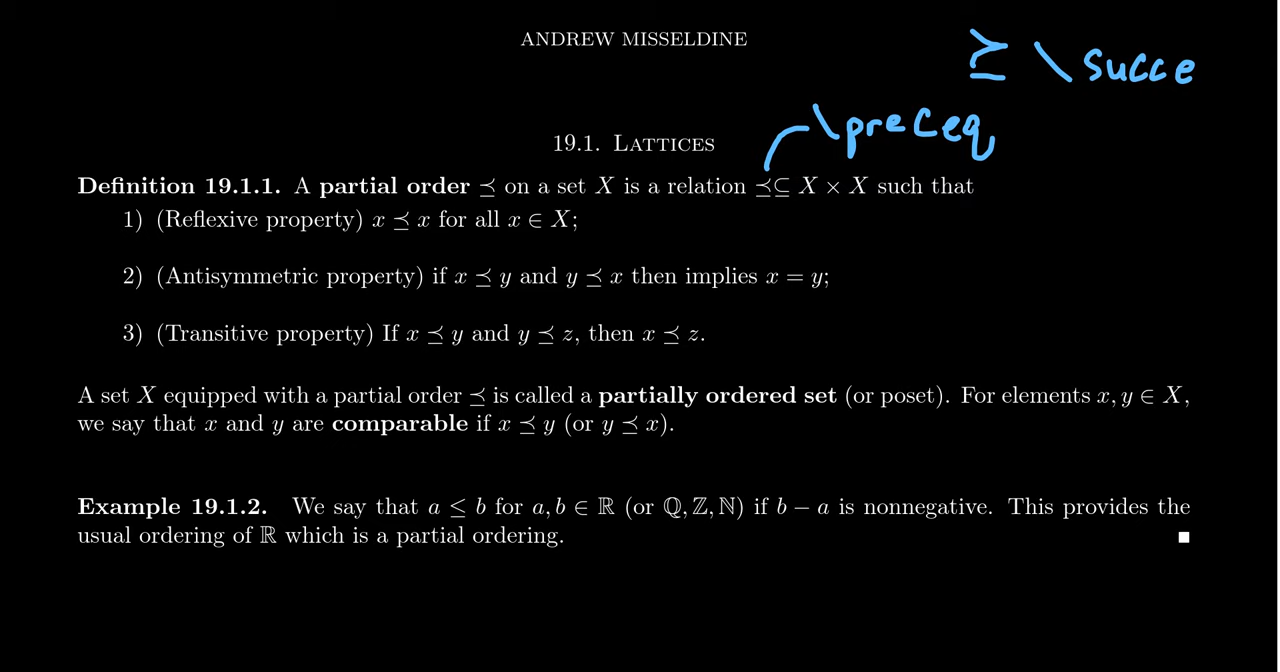 ANDREW MISSELDINE
⪰ \succe
\preceq
19.1. LATTICES
Definition 19.1.1. A partial order ⪯ on a set X is a relation ⪯⊆ X × X such that
1) (Reflexive property) x ⪯ x for all x ∈ X;
2) (Antisymmetric property) if x ⪯ y and y ⪯ x then implies x = y;
3) (Transitive property) If x ⪯ y and y ⪯ z, then x ⪯ z.
A set X equipped with a partial order ⪯ is called a partially ordered set (or poset). For elements x, y ∈ X,
we say that x and y are comparable if x ⪯ y (or y ⪯ x).
Example 19.1.2. We say that a ≤ b for a, b ∈ ℝ (or ℚ, ℤ, ℕ) if b − a is nonnegative. This provides the
usual ordering of ℝ which is a partial ordering. ■